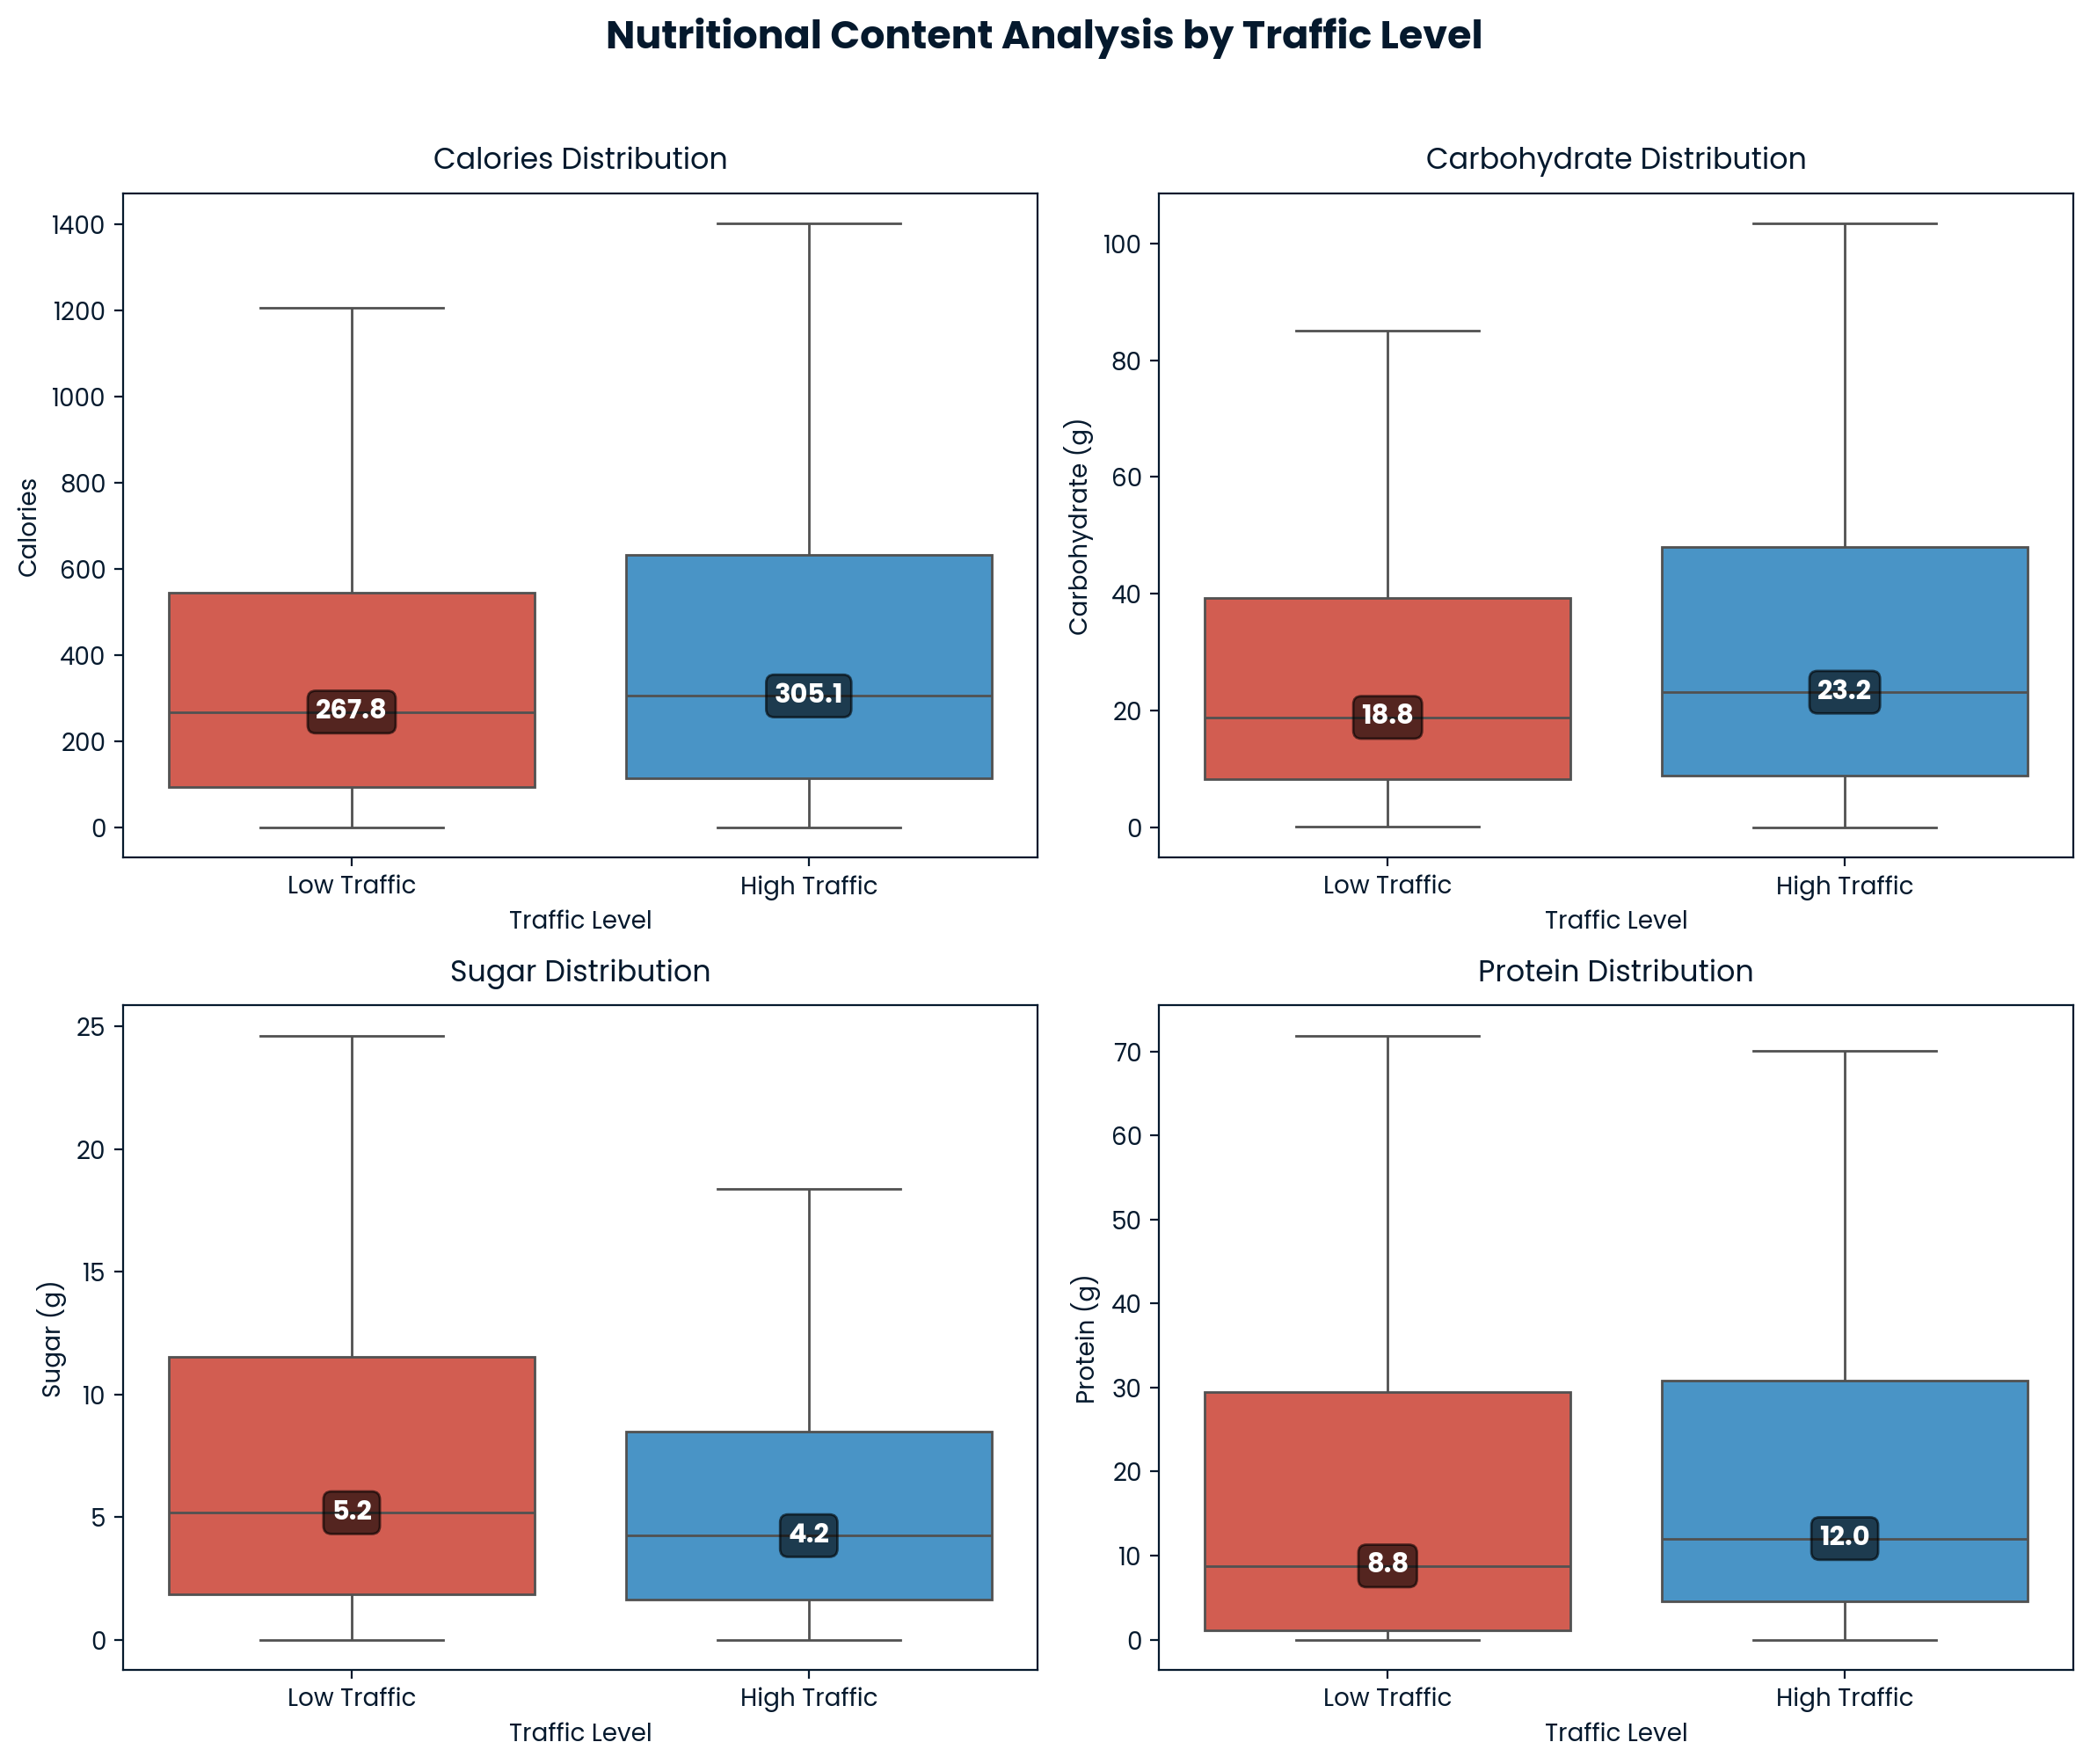 Nutritional Content Analysis by Traffic Level
Calories Distribution
Calories
1400
1200
1000
800
600
400
200
0
267.8
305.1
Low Traffic
High Traffic
Traffic Level
Carbohydrate Distribution
Carbohydrate (g)
100
80
60
40
20
0
18.8
23.2
Low Traffic
High Traffic
Traffic Level
Sugar Distribution
Sugar (g)
25
20
15
10
5
0
5.2
4.2
Low Traffic
High Traffic
Traffic Level
Protein Distribution
Protein (g)
70
60
50
40
30
20
10
0
8.8
12.0
Low Traffic
High Traffic
Traffic Level